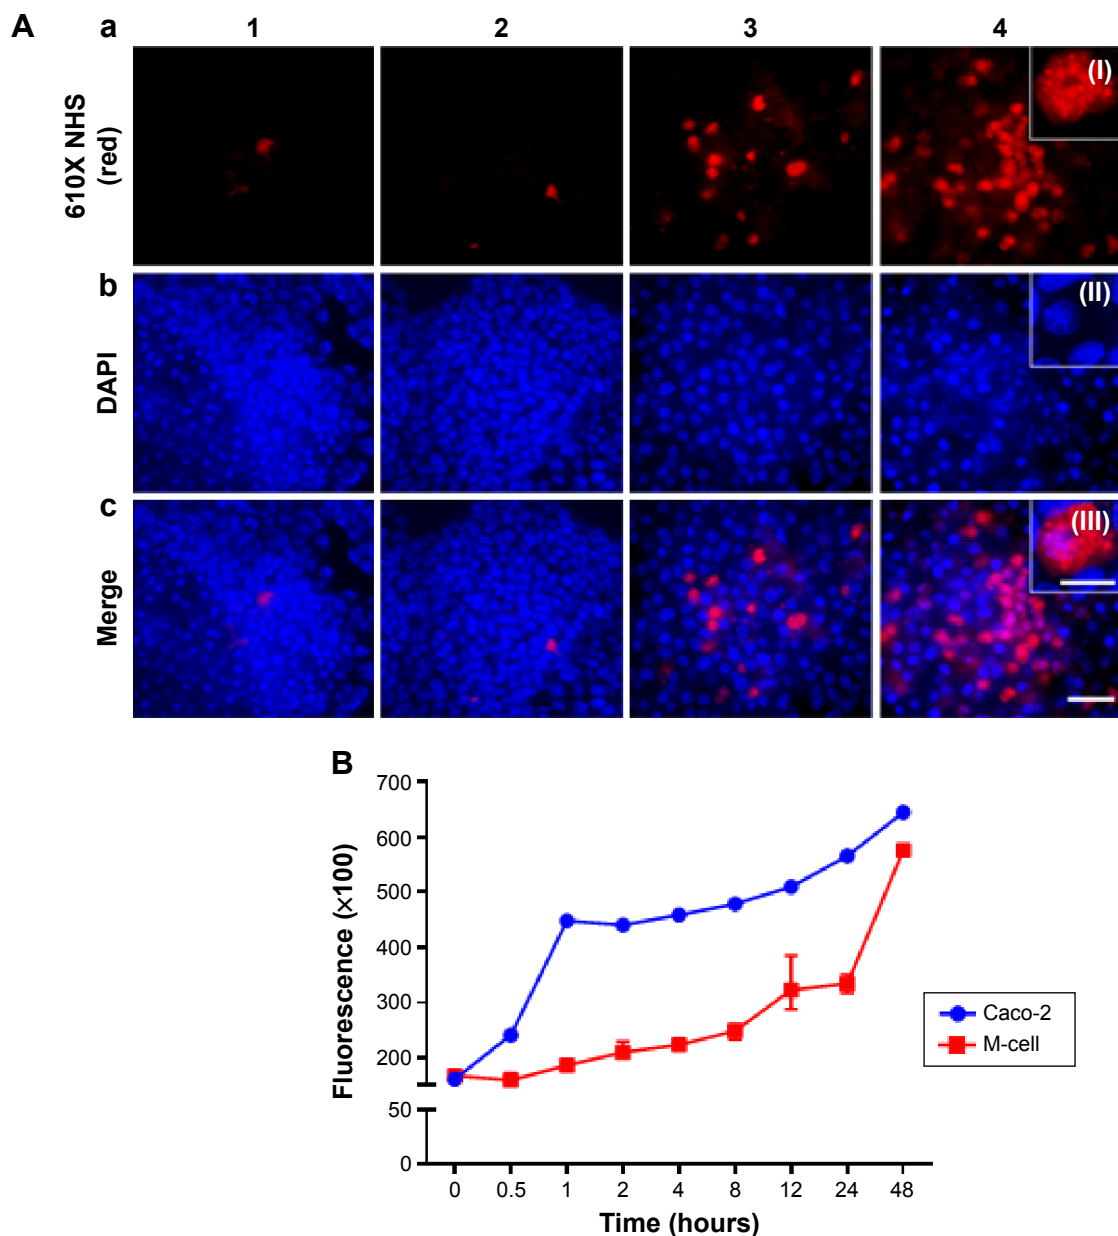 A a 1 2 3 4
610X NHS
(red)
(I)
b
DAPI
(II)
c
Merge
(III)
B
700
600
500
400
300
200
50
0
Fluorescence (×100)
0 0.5 1 2 4 8 12 24 48
Time (hours)
Caco-2
M-cell